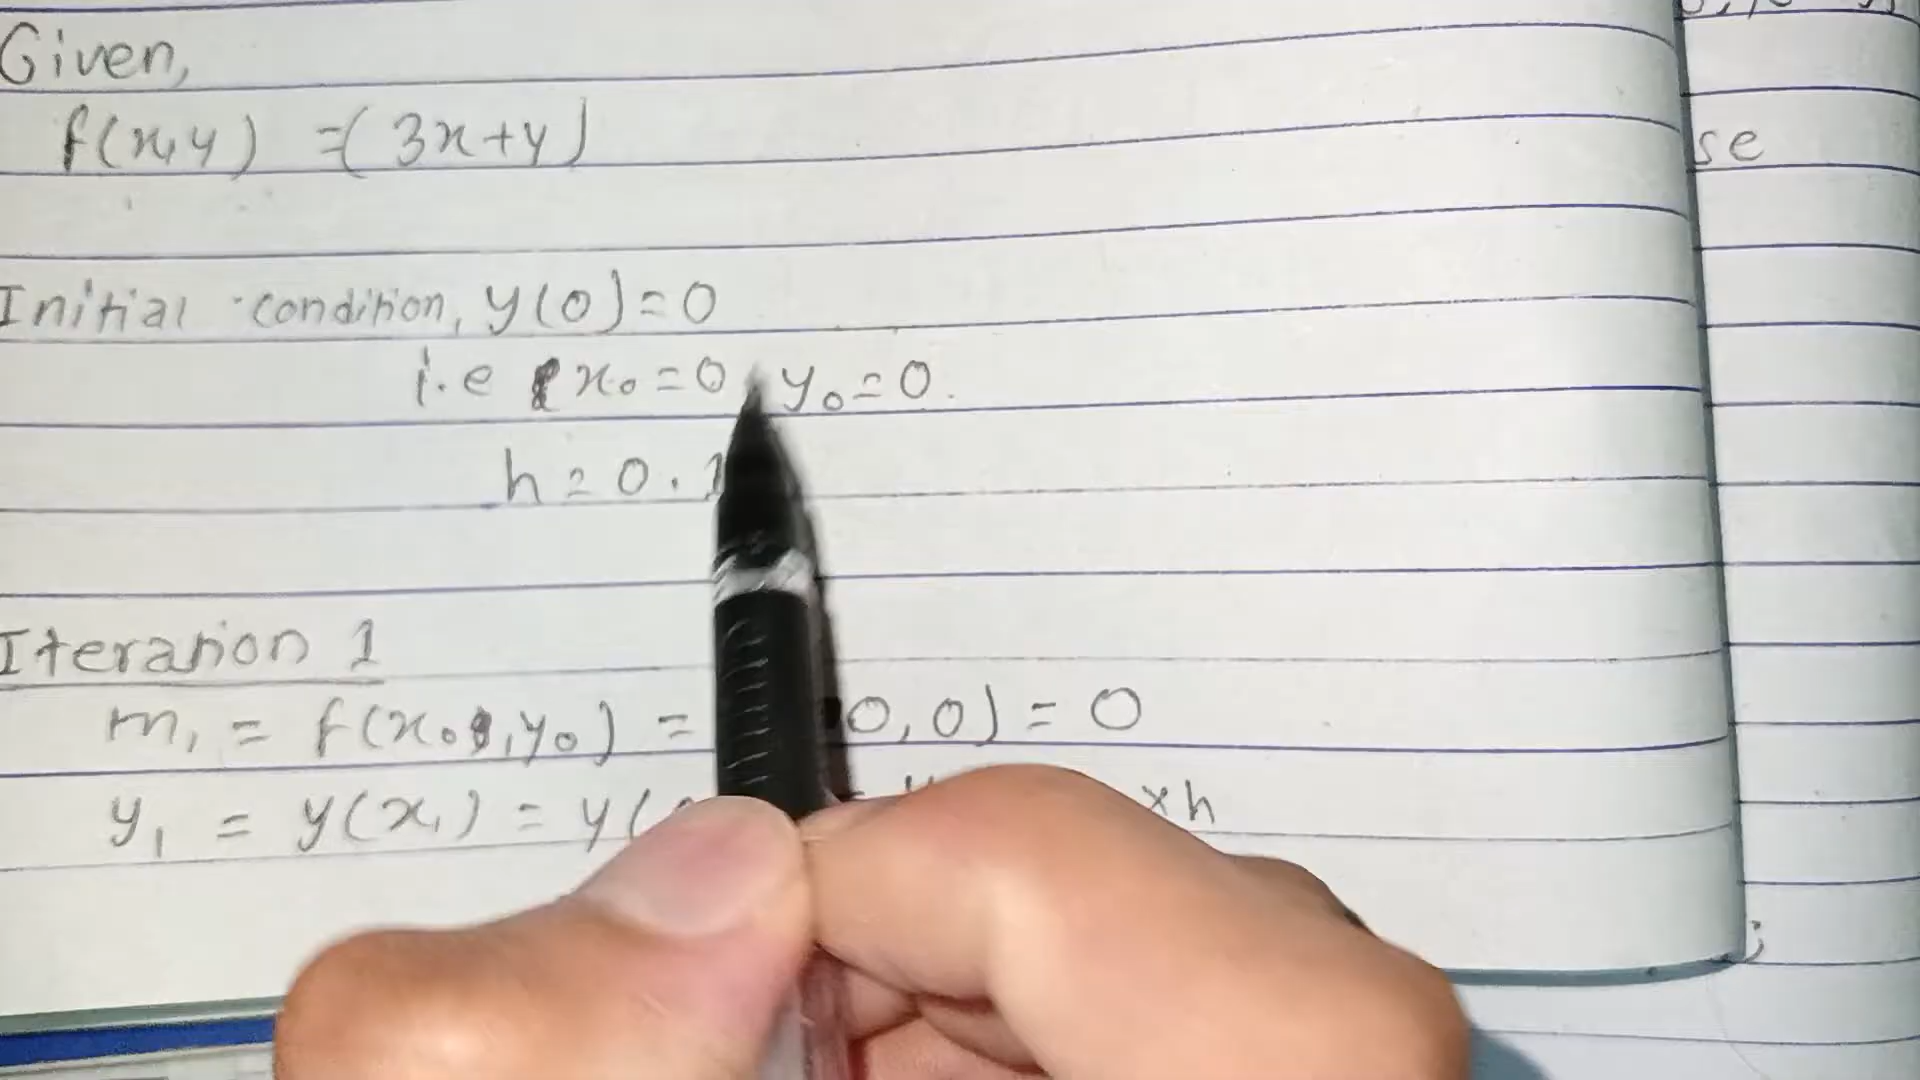 Given,
f(x,y) = (3x+y)
se
Initial condition, y(0)=0
i.e x₀ = 0, y₀ = 0.
h = 0.1
Iteration 1
m₁ = f(x₀,y₀) = 0,0) = 0
y₁ = y(x₁) = y( ×h
;